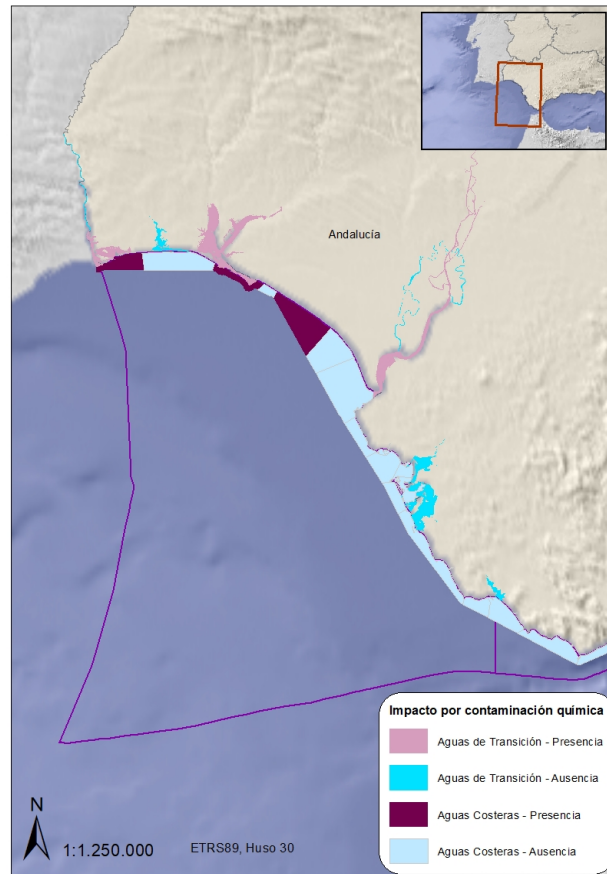 Andalucía
Impacto por contaminación química
Aguas de Transición - Presencia
Aguas de Transición - Ausencia
Aguas Costeras - Presencia
Aguas Costeras - Ausencia
N
1:1.250.000
ETRS89, Huso 30